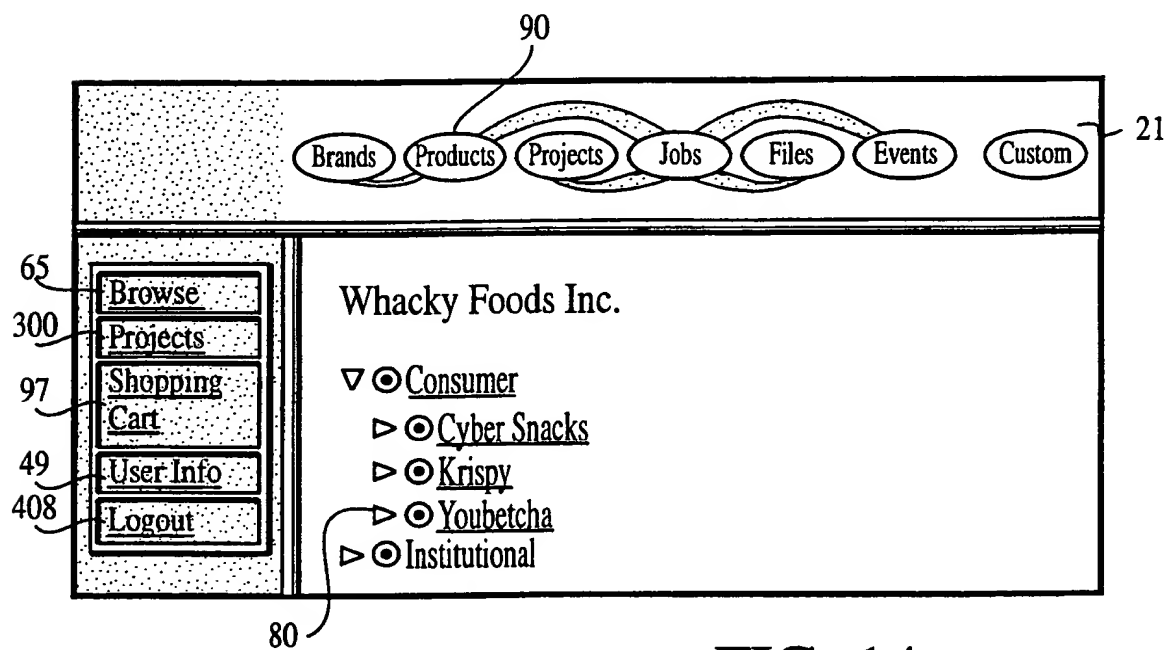 90
Brands Products Projects Jobs Files Events Custom
21
65
Browse
300
Projects
97
Shopping
Cart
49
User Info
408
Logout
Whacky Foods Inc.
Consumer
Cyber Snacks
Krispy
Youbetcha
Institutional
80